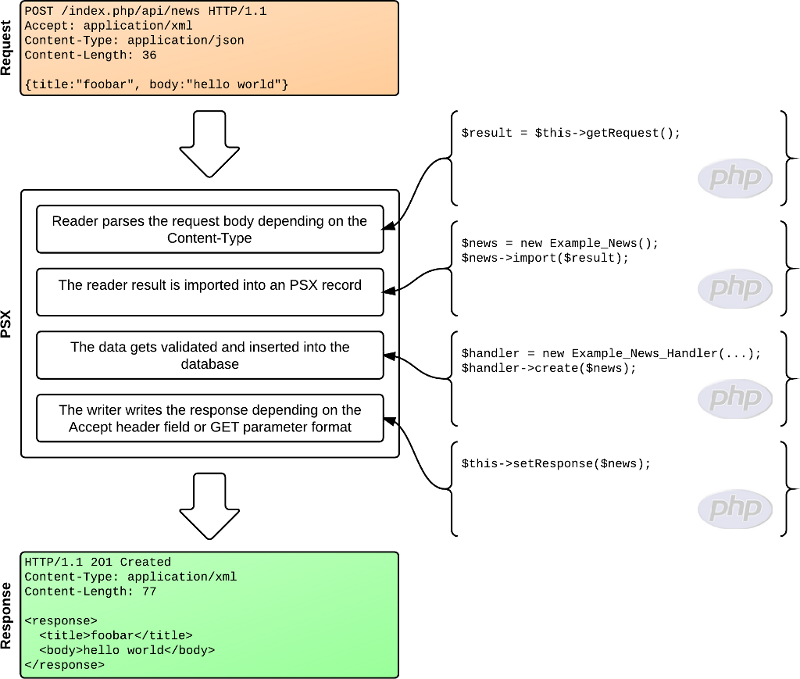 Request
POST /index.php/api/news HTTP/1.1
Accept: application/xml
Content-Type: application/json
Content-Length: 36
{title:"foobar", body:"hello world"}
PSX
Reader parses the request body depending on the
Content-Type
The reader result is imported into an PSX record
The data gets validated and inserted into the
database
The writer writes the response depending on the
Accept header field or GET parameter format
$result = $this->getRequest();
php
$news = new Example_News();
$news->import($result);
php
$handler = new Example_News_Handler(...);
$handler->create($news);
php
$this->setResponse($news);
php
Response
HTTP/1.1 201 Created
Content-Type: application/xml
Content-Length: 77
<response>
  <title>foobar</title>
  <body>hello world</body>
</response>